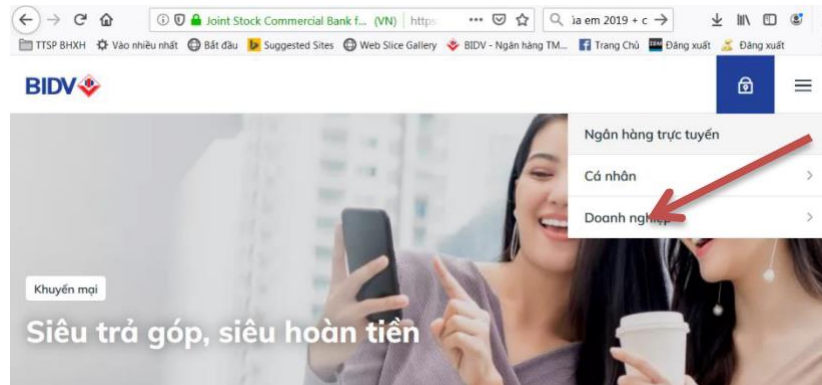 Joint Stock Commercial Bank f... (VN) https
ia em 2019 + c
TTSP BHXH Vào nhiều nhất Bắt đầu Suggested Sites Web Slice Gallery BIDV - Ngân hàng TM... Trang Chủ Đăng xuất Đăng xuất
BIDV
Ngân hàng trực tuyến
Cá nhân
Doanh nghiệp
Khuyến mại
Siêu trả góp, siêu hoàn tiền